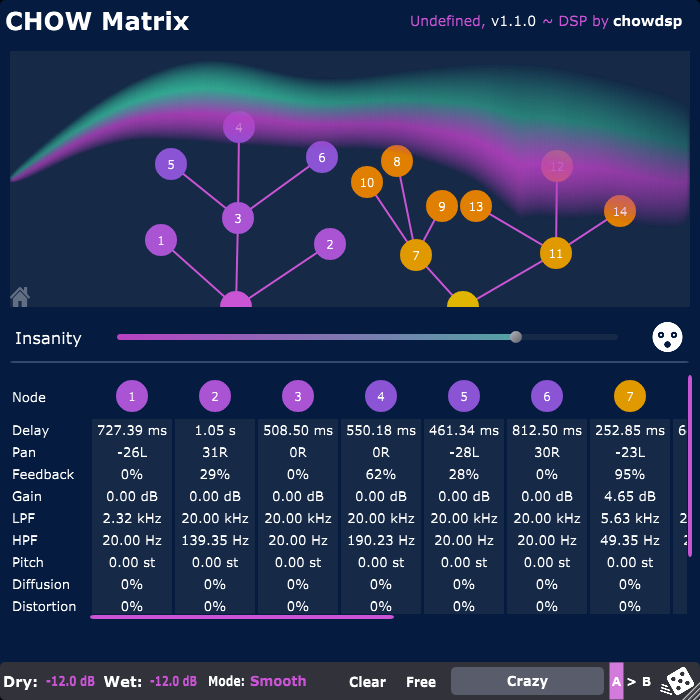 CHOW Matrix
Undefined, v1.1.0 ~ DSP by chowdsp
4
5
6
8
10
12
3
9
13
14
1
2
7
11
Insanity
Node 1 2 3 4 5 6 7
Delay 727.39 ms 1.05 s 508.50 ms 550.18 ms 461.34 ms 812.50 ms 252.85 ms 6
Pan -26L 31R 0R 0R -28L 30R -23L
Feedback 0% 29% 0% 62% 28% 0% 95%
Gain 0.00 dB 0.00 dB 0.00 dB 0.00 dB 0.00 dB 0.00 dB 4.65 dB
LPF 2.32 kHz 20.00 kHz 20.00 kHz 20.00 kHz 20.00 kHz 20.00 kHz 5.63 kHz 2
HPF 20.00 Hz 139.35 Hz 20.00 Hz 190.23 Hz 20.00 Hz 20.00 Hz 49.35 Hz
Pitch 0.00 st 0.00 st 0.00 st 0.00 st 0.00 st 0.00 st 0.00 st
Diffusion 0% 0% 0% 0% 0% 0% 0%
Distortion 0% 0% 0% 0% 0% 0% 0%
Dry: -12.0 dB Wet: -12.0 dB Mode: Smooth Clear Free Crazy A > B